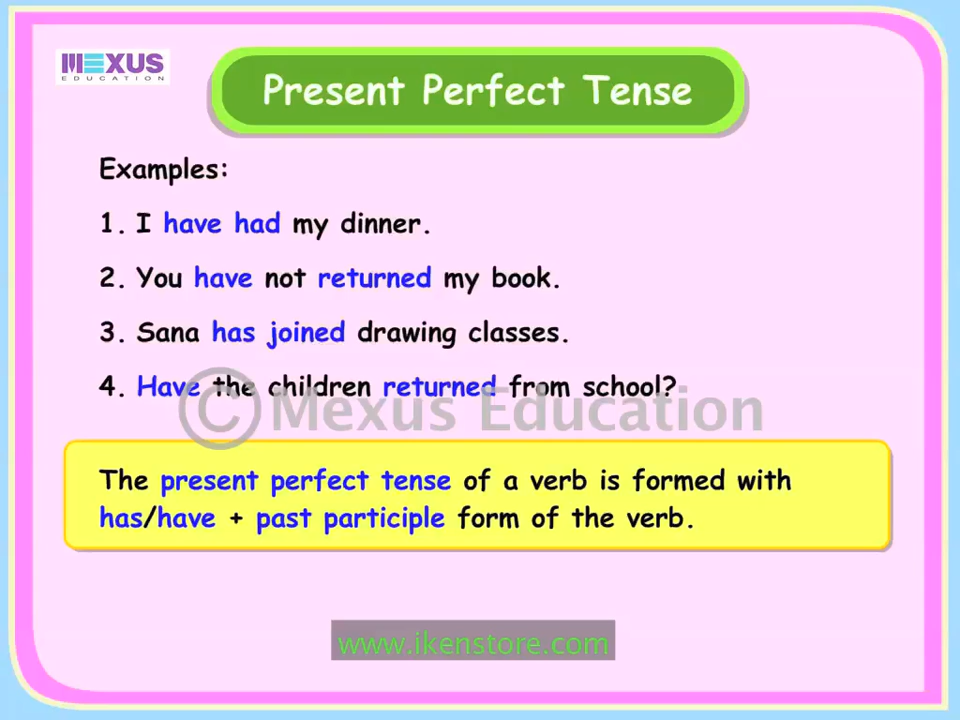 MEXUS
EDUCATION
Present Perfect Tense
Examples:
1. I have had my dinner.
2. You have not returned my book.
3. Sana has joined drawing classes.
4. Have the children returned from school?
© Mexus Education
The present perfect tense of a verb is formed with
has/have + past participle form of the verb.
www.ikenstore.com